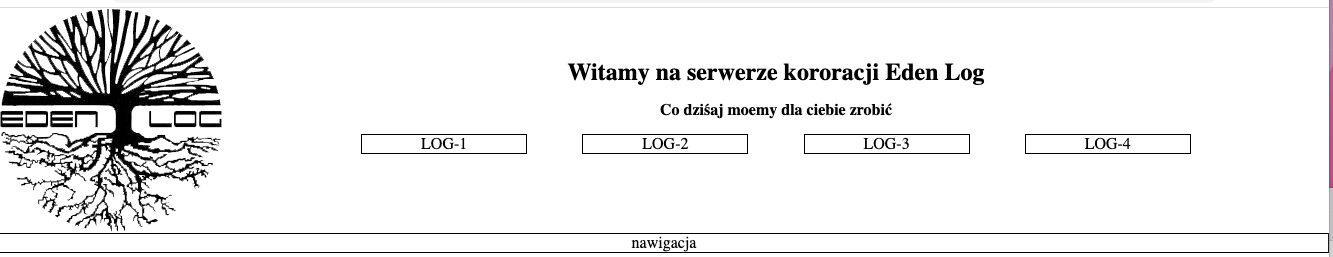 EDEN LOG
Witamy na serwerze kororacji Eden Log
Co dziśaj moemy dla ciebie zrobić
LOG-1 LOG-2 LOG-3 LOG-4
nawigacja